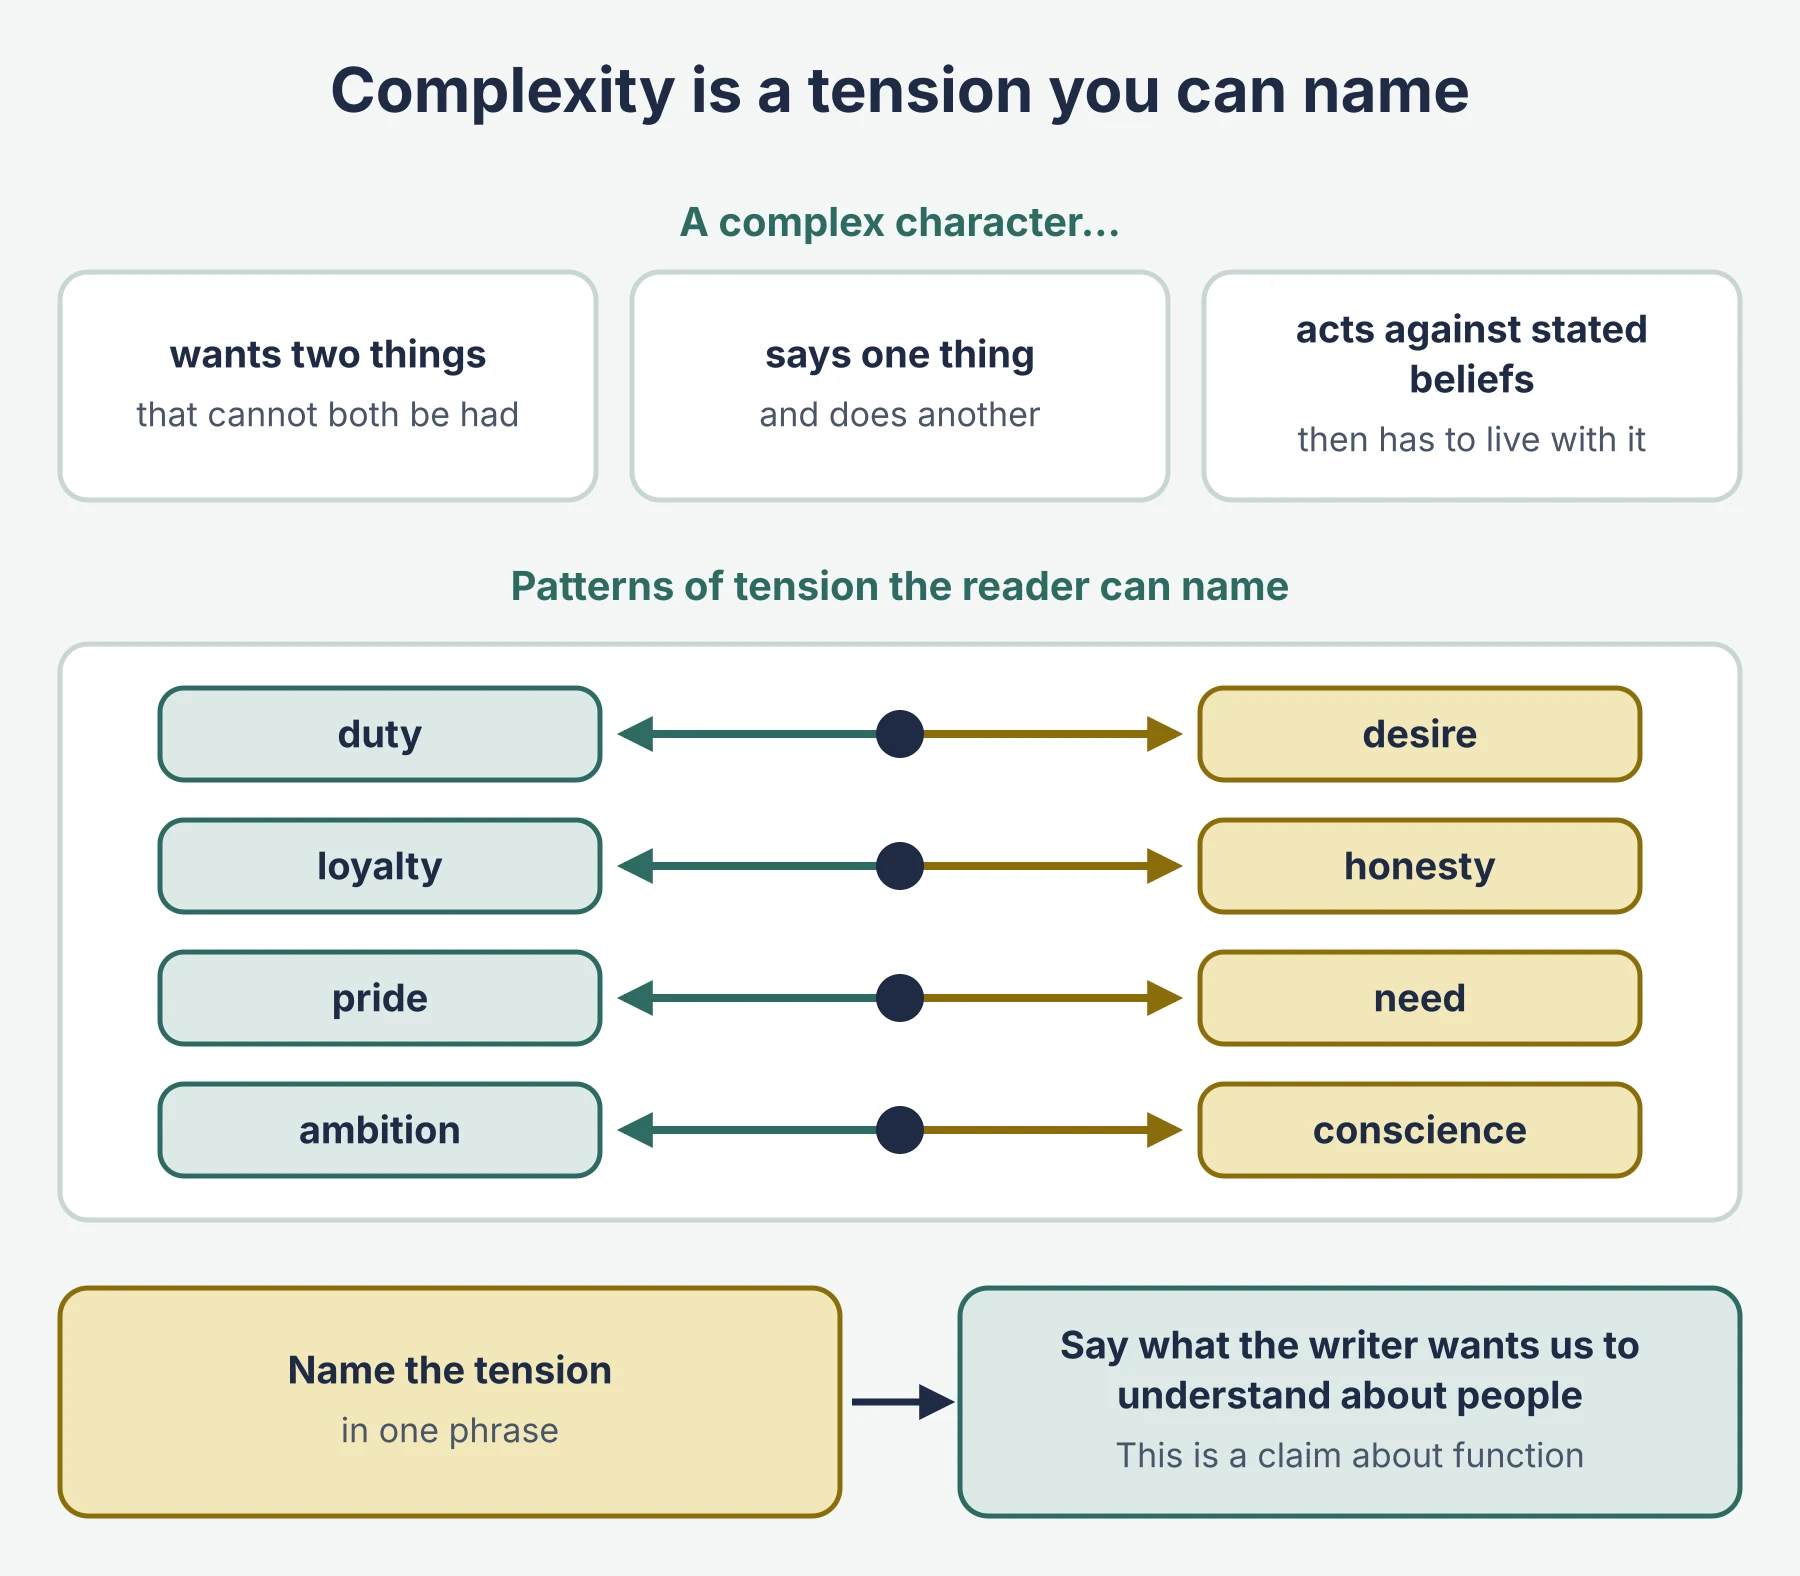 Complexity is a tension you can name
A complex character...
wants two things
that cannot both be had
says one thing
and does another
acts against stated
beliefs
then has to live with it
Patterns of tension the reader can name
duty
desire
loyalty
honesty
pride
need
ambition
conscience
Name the tension
in one phrase
Say what the writer wants us to
understand about people
This is a claim about function